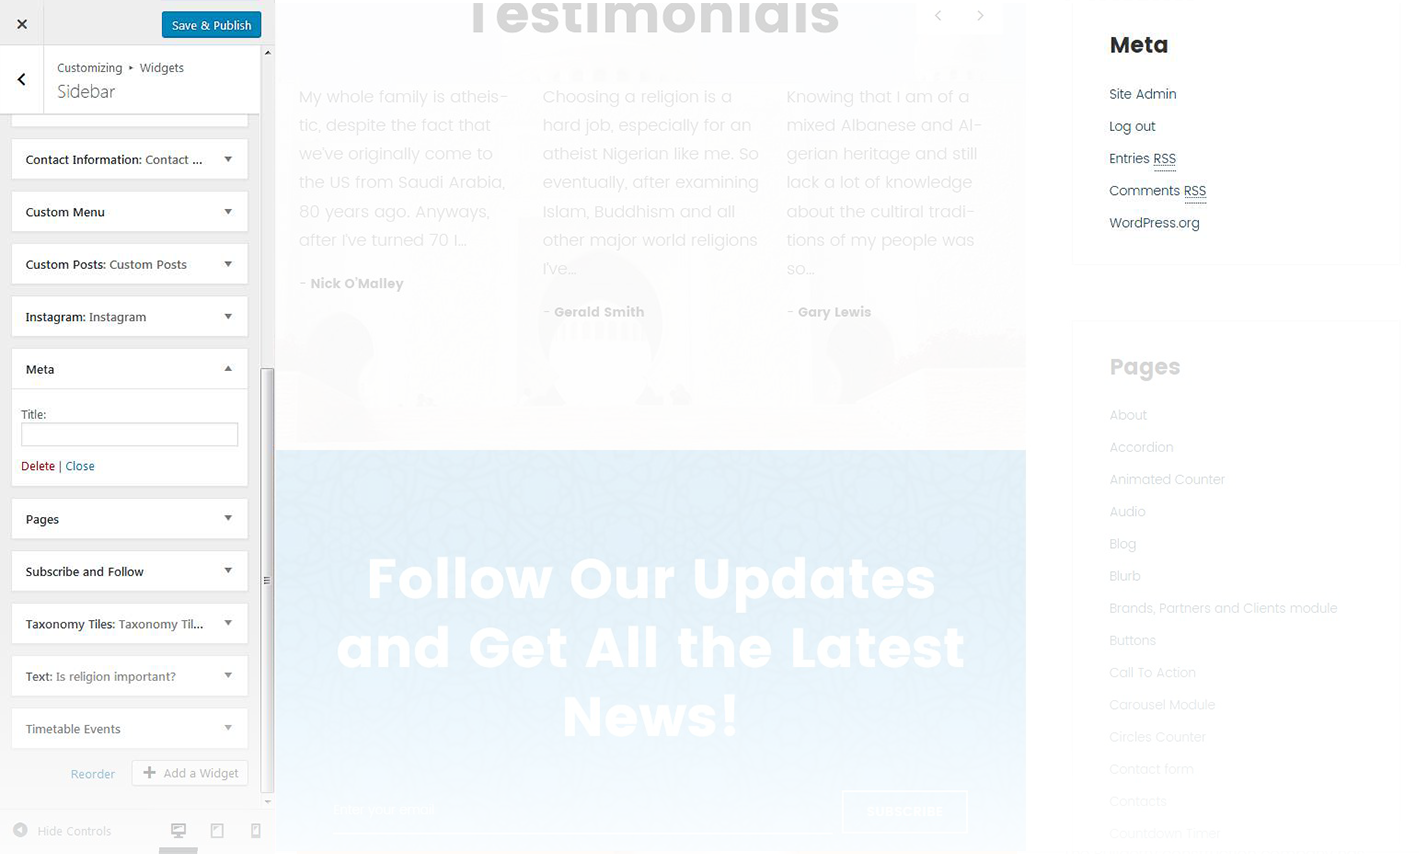 Save & Publish
Customizing ▸ Widgets
Sidebar
Contact Information: Contact ...
Custom Menu
Custom Posts: Custom Posts
Instagram: Instagram
Meta
Title:
Delete | Close
Pages
Subscribe and Follow
Taxonomy Tiles: Taxonomy Til...
Text: Is religion important?
Timetable Events
Reorder
Add a Widget
Hide Controls
Testimonials
My whole family is atheis-
tic, despite the fact that
we've originally come to
the US from Saudi Arabia,
80 years ago. Anyways,
after I've turned 70 I...
- Nick O'Malley
Choosing a religion is a
hard job, especially for an
atheist Nigerian like me. So
eventually, after examining
Islam, Buddhism and all
other major world religions
I've...
- Gerald Smith
Knowing that I am of a
mixed Albanese and Al-
gerian heritage and still
lack a lot of knowledge
about the cultiral tradi-
tions of my people was
so...
- Gary Lewis
Follow Our Updates
and Get All the Latest
News!
Enter your email
SUBSCRIBE
Meta
Site Admin
Log out
Entries RSS
Comments RSS
WordPress.org
Pages
About
Accordion
Animated Counter
Audio
Blog
Blurb
Brands, Partners and Clients module
Buttons
Call To Action
Carousel Module
Circles Counter
Contact form
Contacts
Countdown Timer